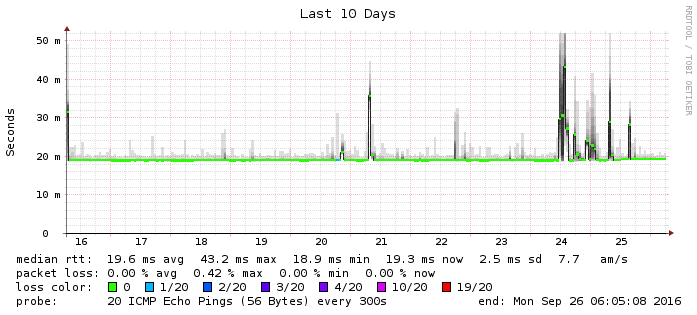 Last 10 Days
RRDTOOL / TOBI OETIKER
Seconds
50 m
40 m
30 m
20 m
10 m
0
16 17 18 19 20 21 22 23 24 25
median rtt: 19.6 ms avg 43.2 ms max 18.9 ms min 19.3 ms now 2.5 ms sd 7.7 am/s
packet loss: 0.00 % avg 0.42 % max 0.00 % min 0.00 % now
loss color: 0 1/20 2/20 3/20 4/20 10/20 19/20
probe: 20 ICMP Echo Pings (56 Bytes) every 300s end: Mon Sep 26 06:05:08 2016